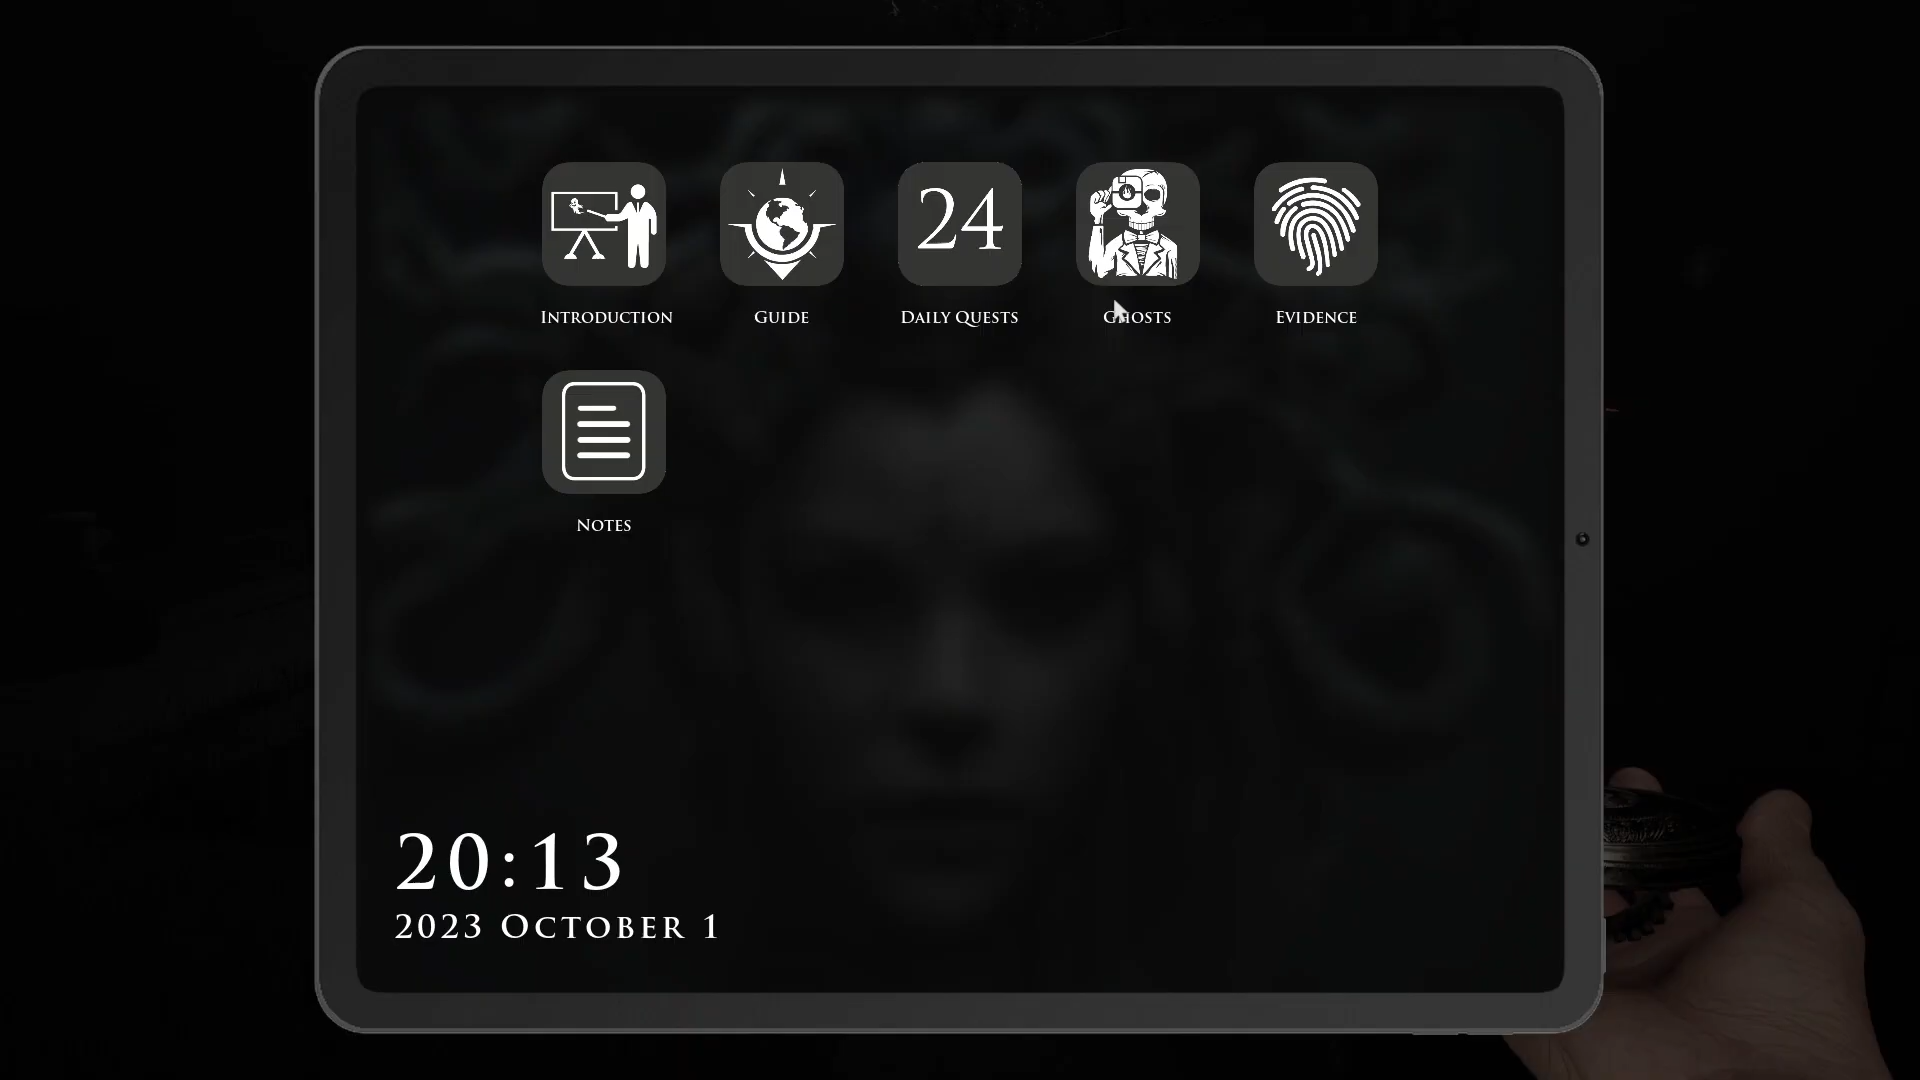 24
Introduction
Guide
Daily Quests
Ghosts
Evidence
Notes
20:13
2023 October 1